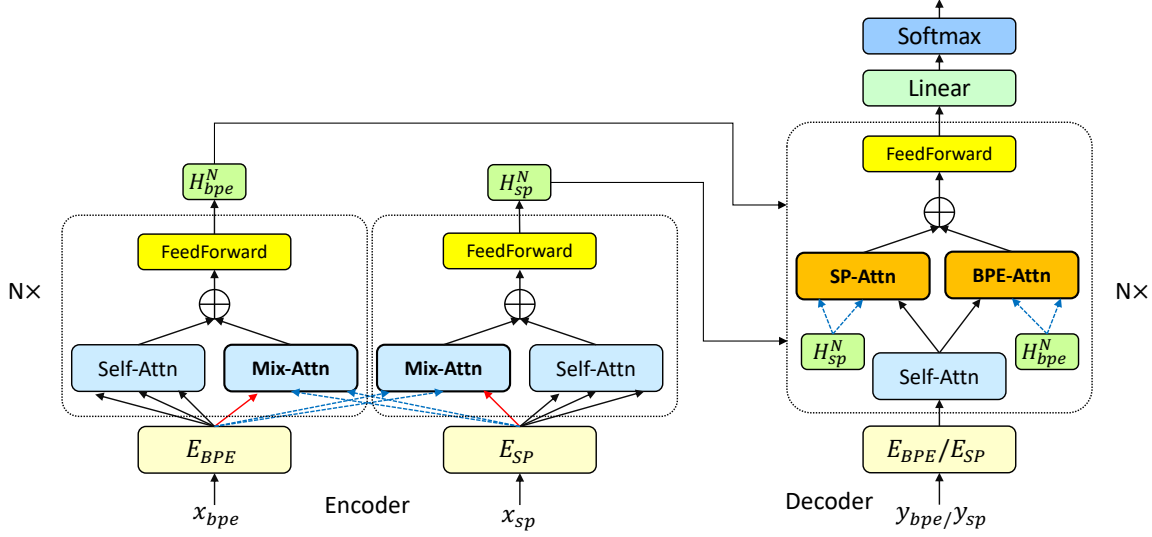 Softmax
Linear
FeedForward
H^N_bpe
H^N_sp
FeedForward
FeedForward
N×
SP-Attn
BPE-Attn
N×
Self-Attn
Mix-Attn
Mix-Attn
Self-Attn
H^N_sp
H^N_bpe
Self-Attn
E_BPE
E_SP
E_BPE/E_SP
Encoder
Decoder
x_bpe
x_sp
y_bpe/y_sp